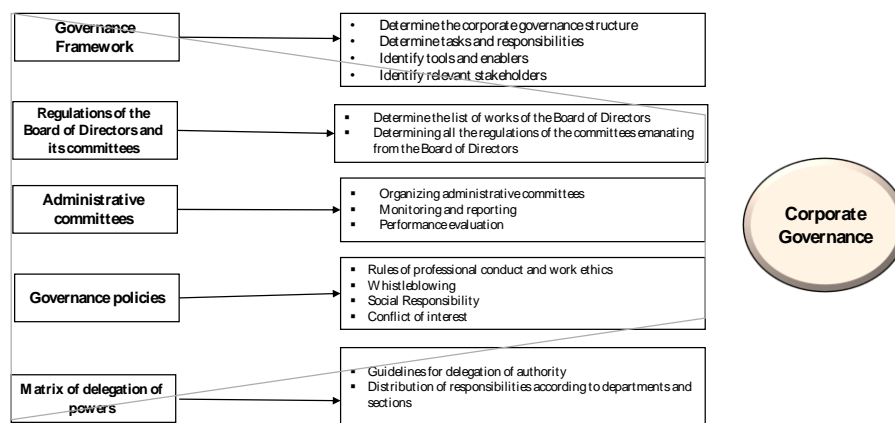 Governance
Framework
• Determine the corporate governance structure
• Determine tasks and responsibilities
• Identify tools and enablers
• Identify relevant stakeholders
Regulations of the
Board of Directors and
its committees
▪ Determine the list of works of the Board of Directors
▪ Determining all the regulations of the committees emanating
from the Board of Directors
Administrative
committees
▪ Organizing administrative committees
▪ Monitoring and reporting
▪ Performance evaluation
Governance policies
▪ Rules of professional conduct and work ethics
▪ Whistleblowing
▪ Social Responsibility
▪ Conflict of interest
Matrix of delegation of
powers
▪ Guidelines for delegation of authority
▪ Distribution of responsibilities according to departments and
sections
Corporate
Governance